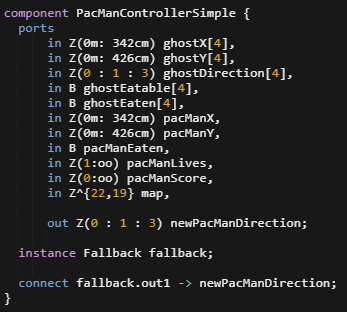 component PacManControllerSimple {
ports
in Z(0m: 342cm) ghostX[4],
in Z(0m: 426cm) ghostY[4],
in Z(0 : 1 : 3) ghostDirection[4],
in B ghostEatable[4],
in B ghostEaten[4],
in Z(0m: 342cm) pacManX,
in Z(0m: 426cm) pacManY,
in B pacManEaten,
in Z(1:oo) pacManLives,
in Z(0:oo) pacManScore,
in Z^{22,19} map,
out Z(0 : 1 : 3) newPacManDirection;
instance Fallback fallback;
connect fallback.out1 -> newPacManDirection;
}